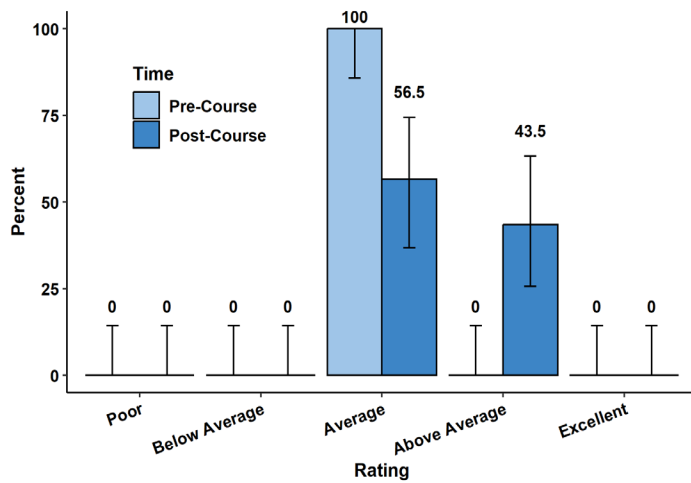 100
56.5
43.5
0 0 0 0 0 0 0
100
75
50
25
0
Percent
Time
Pre-Course
Post-Course
Poor
Below Average
Average
Above Average
Excellent
Rating